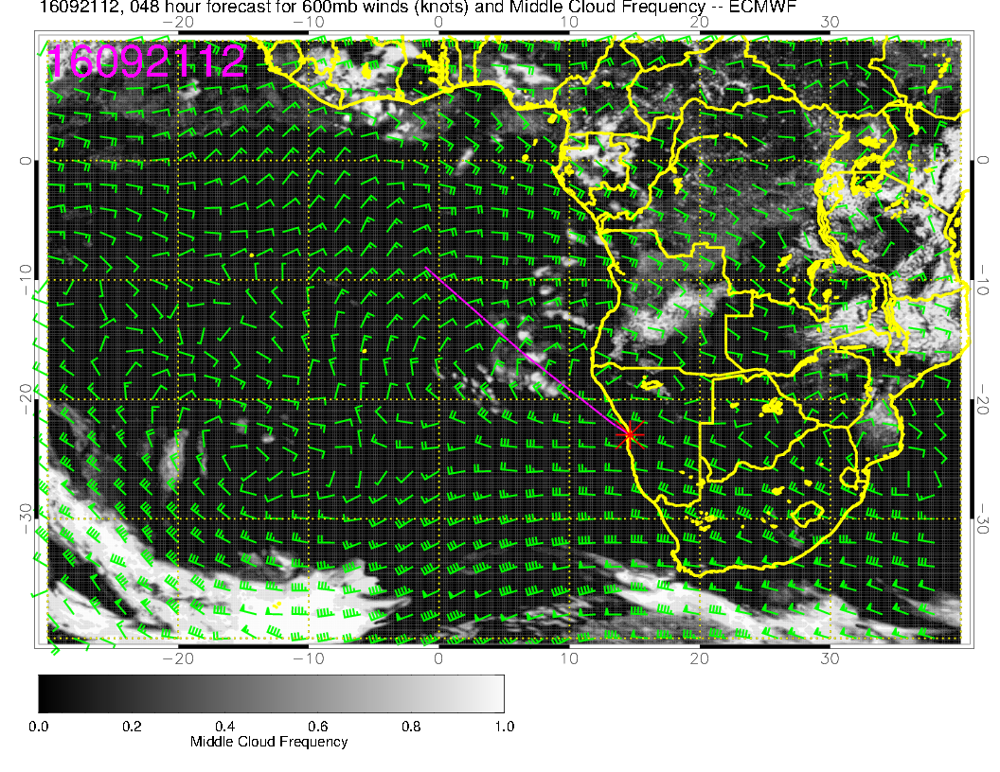 16092112, 048 hour forecast for 600mb winds (knots) and Middle Cloud Frequency -- ECMWF
−20 −10 0 10 20 30
16092112
0 0
−10 −10
−20 −20
−30 −30
−20 −10 0 10 20 30
0.0 0.2 0.4 0.6 0.8 1.0
Middle Cloud Frequency